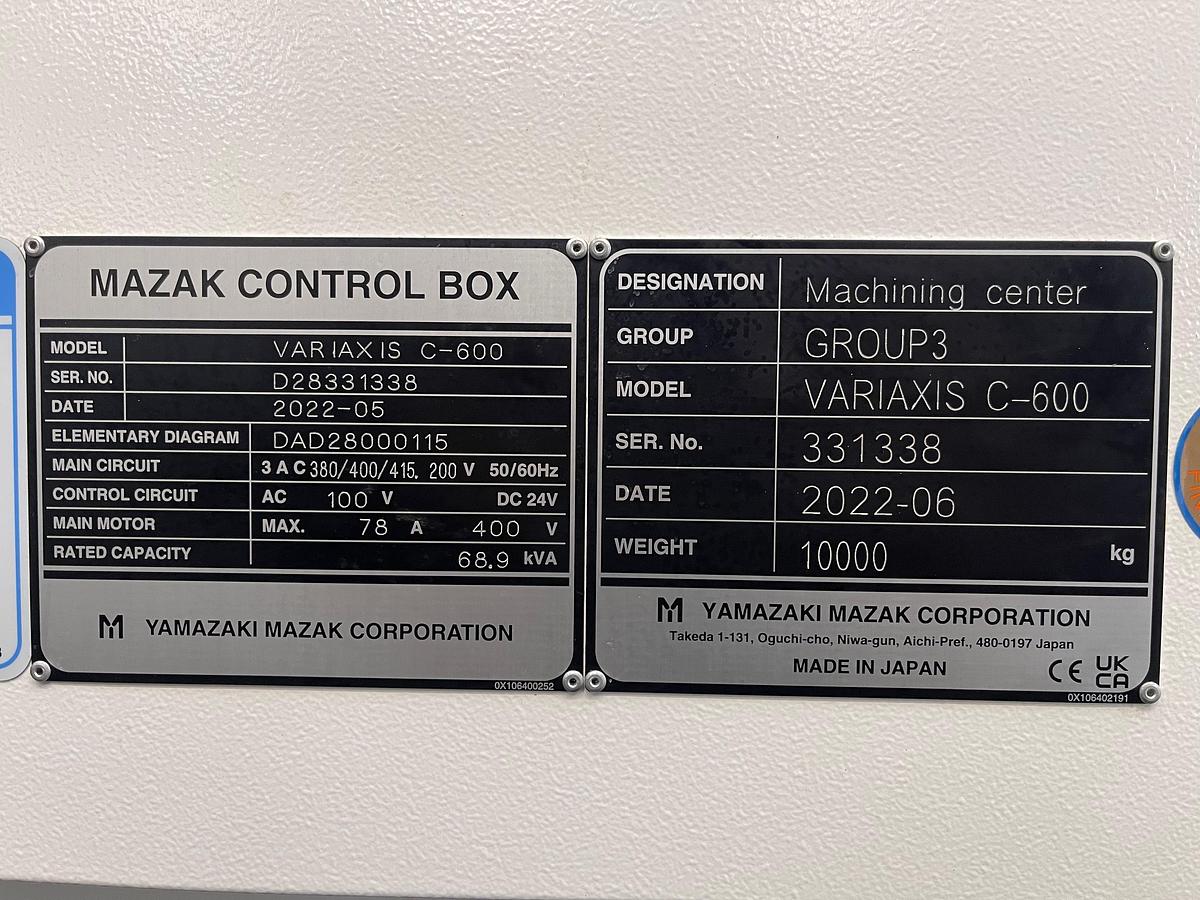 MAZAK CONTROL BOX
MODEL VARIAXIS C-600
SER. NO. D28331338
DATE 2022-05
ELEMENTARY DIAGRAM DAD28000115
MAIN CIRCUIT 3 A C 380/400/415. 200 V 50/60Hz
CONTROL CIRCUIT AC 100 V DC 24V
MAIN MOTOR MAX. 78 A 400 V
RATED CAPACITY 68.9 kVA
YAMAZAKI MAZAK CORPORATION
0X106400252
DESIGNATION Machining center
GROUP GROUP3
MODEL VARIAXIS C-600
SER. No. 331338
DATE 2022-06
WEIGHT 10000 kg
YAMAZAKI MAZAK CORPORATION
Takeda 1-131, Oguchi-cho, Niwa-gun, Aichi-Pref., 480-0197 Japan
MADE IN JAPAN CE UK
CA
0X106402191